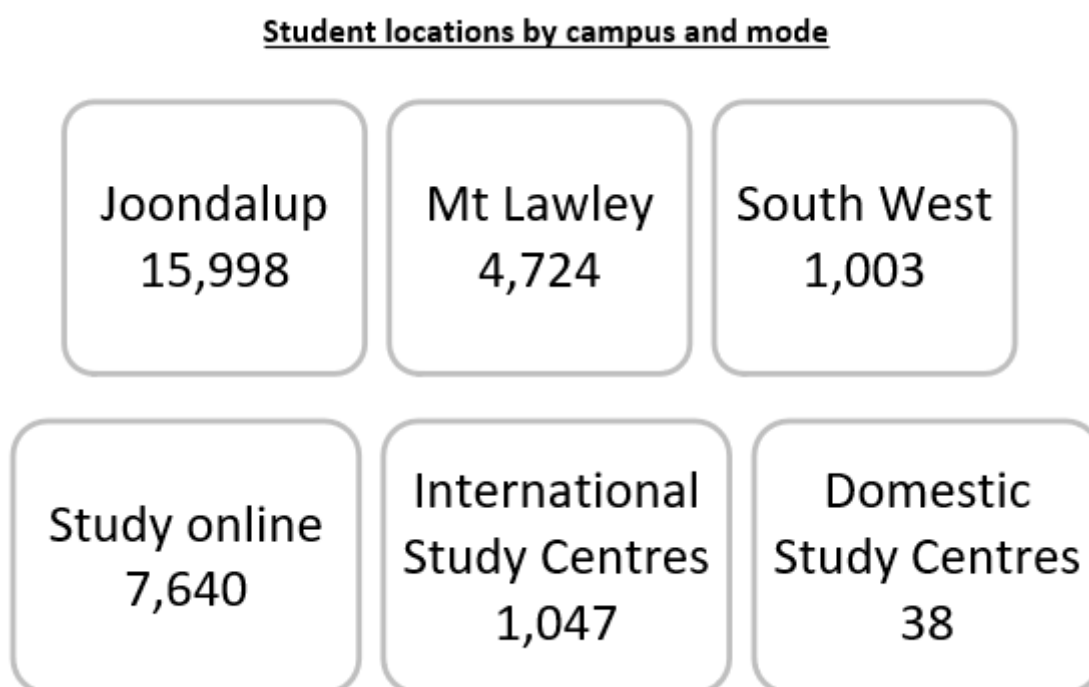 Student locations by campus and mode
Joondalup
15,998
Mt Lawley
4,724
South West
1,003
Study online
7,640
International
Study Centres
1,047
Domestic
Study Centres
38